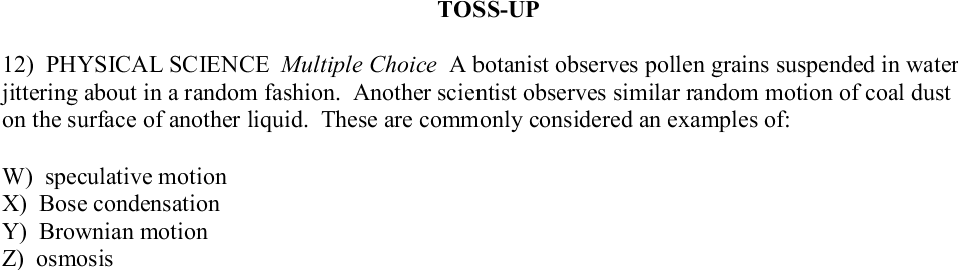 TOSS-UP
12) PHYSICAL SCIENCE Multiple Choice A botanist observes pollen grains suspended in water
jittering about in a random fashion. Another scientist observes similar random motion of coal dust
on the surface of another liquid. These are commonly considered an examples of:
W) speculative motion
X) Bose condensation
Y) Brownian motion
Z) osmosis